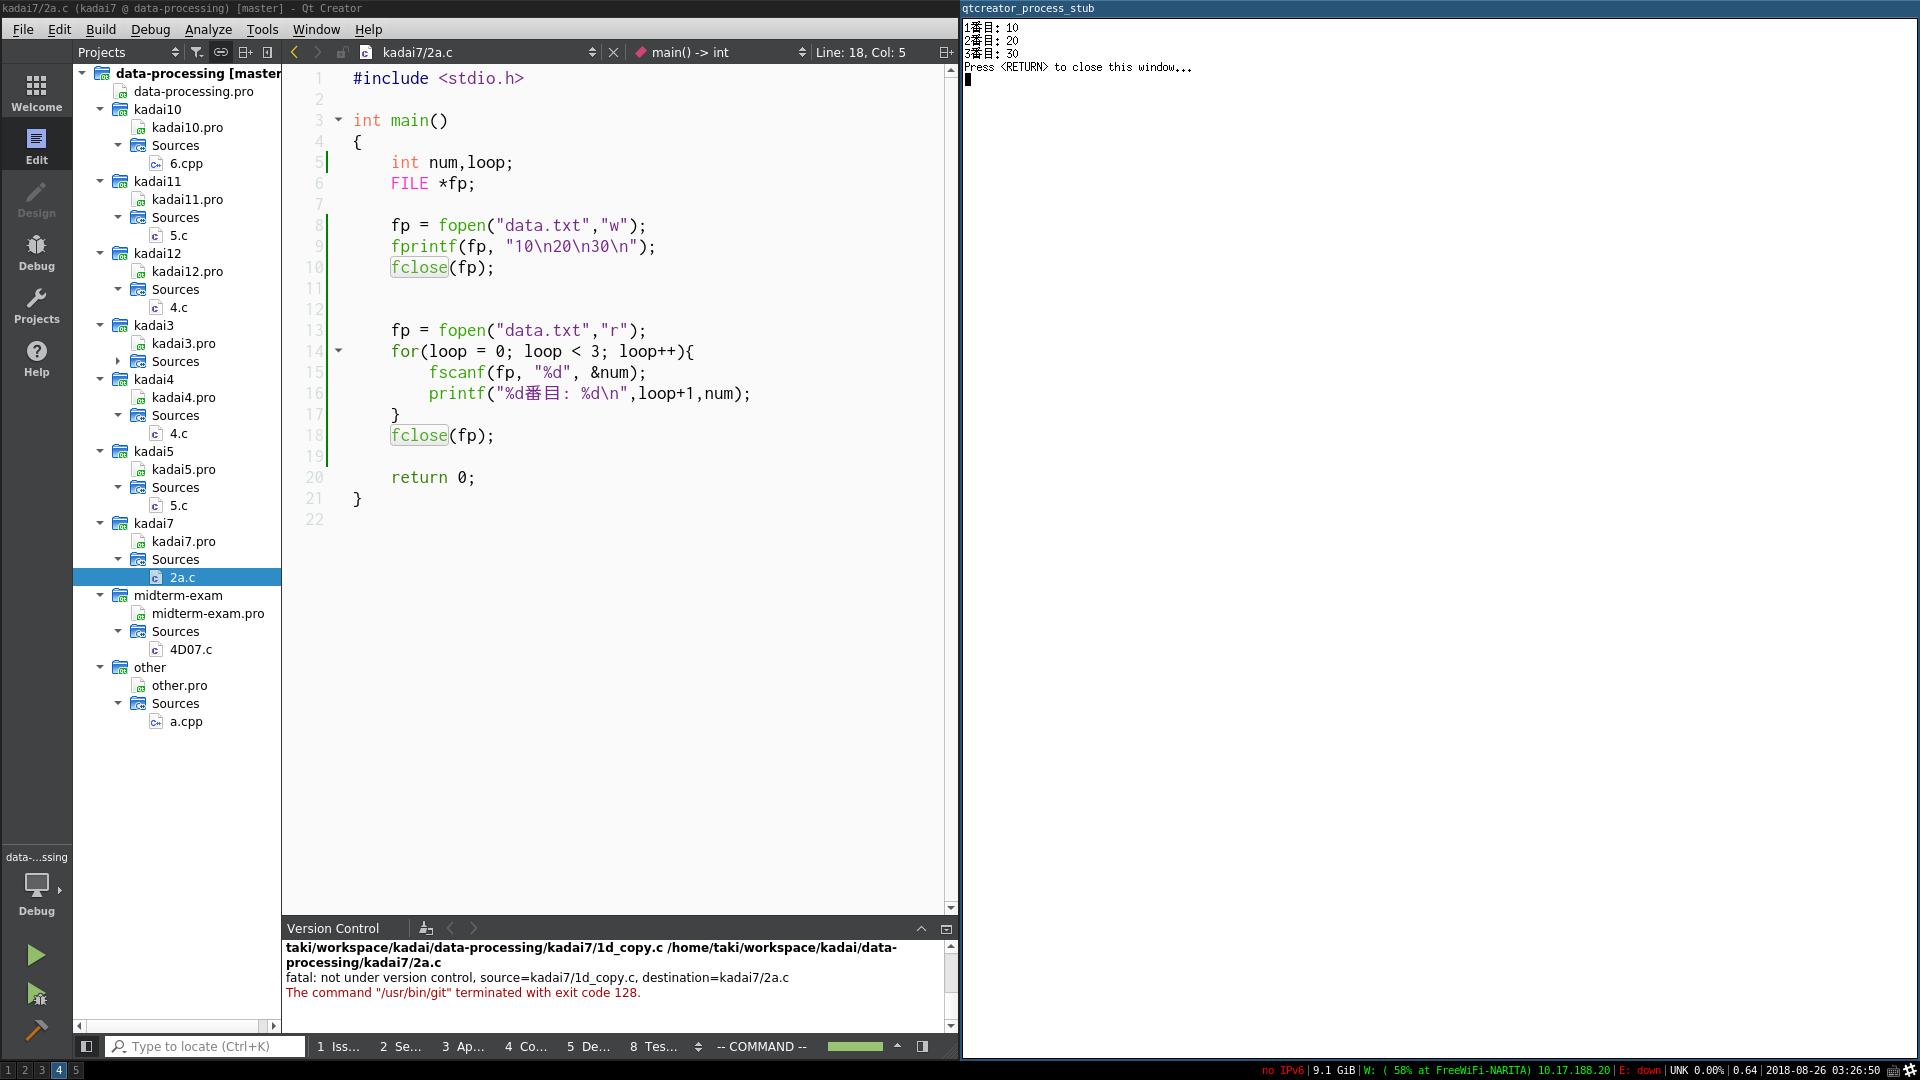 kadai7/2a.c (kadai7 @ data-processing) [master] - Qt Creator
File Edit Build Debug Analyze Tools Window Help
Projects
kadai7/2a.c
main() -> int
Line: 18, Col: 5
Welcome
Edit
Design
Debug
Projects
Help
data-...ssing
Debug
data-processing [master
data-processing.pro
kadai10
kadai10.pro
Sources
6.cpp
kadai11
kadai11.pro
Sources
5.c
kadai12
kadai12.pro
Sources
4.c
kadai3
kadai3.pro
Sources
kadai4
kadai4.pro
Sources
4.c
kadai5
kadai5.pro
Sources
5.c
kadai7
kadai7.pro
Sources
2a.c
midterm-exam
midterm-exam.pro
Sources
4D07.c
other
other.pro
Sources
a.cpp
1 #include <stdio.h>
2
3 int main()
4 {
5 int num,loop;
6 FILE *fp;
7
8 fp = fopen("data.txt","w");
9 fprintf(fp, "10\n20\n30\n");
10 fclose(fp);
11
12
13 fp = fopen("data.txt","r");
14 for(loop = 0; loop < 3; loop++){
15 fscanf(fp, "%d", &num);
16 printf("%d番目: %d\n",loop+1,num);
17 }
18 fclose(fp);
19
20 return 0;
21 }
22
Version Control
taki/workspace/kadai/data-processing/kadai7/1d_copy.c /home/taki/workspace/kadai/data-
processing/kadai7/2a.c
fatal: not under version control, source=kadai7/1d_copy.c, destination=kadai7/2a.c
The command "/usr/bin/git" terminated with exit code 128.
Type to locate (Ctrl+K)
1 Iss... 2 Se... 3 Ap... 4 Co... 5 De... 8 Tes... -- COMMAND --
qtcreator_process_stub
1番目: 10
2番目: 20
3番目: 30
Press <RETURN> to close this window...
1 2 3 4 5
no IPv6 | 9.1 GiB | W: ( 58% at FreeWiFi-NARITA) 10.17.188.20 | E: down | UNK 0.00% | 0.64 | 2018-08-26 03:26:50